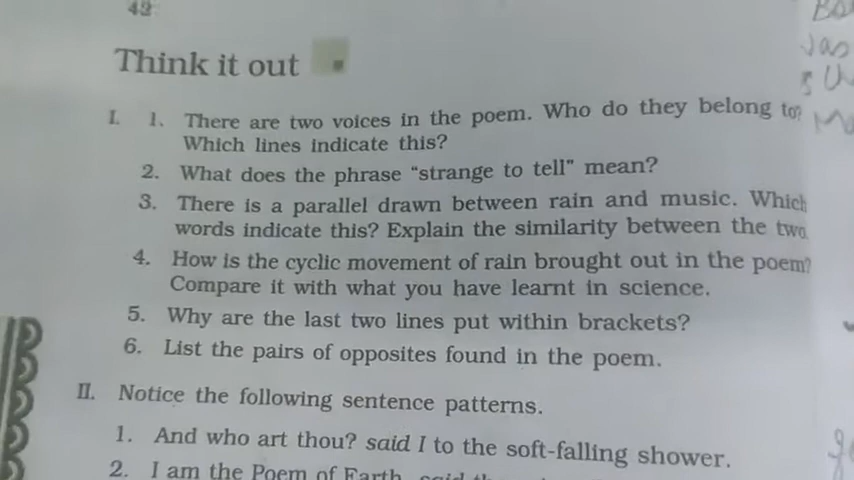 42
Think it out
I. 1. There are two voices in the poem. Who do they belong to?
Which lines indicate this?
2. What does the phrase "strange to tell" mean?
3. There is a parallel drawn between rain and music. Which
words indicate this? Explain the similarity between the two
4. How is the cyclic movement of rain brought out in the poem?
Compare it with what you have learnt in science.
5. Why are the last two lines put within brackets?
6. List the pairs of opposites found in the poem.
II. Notice the following sentence patterns.
1. And who art thou? said I to the soft-falling shower.
2. I am the Poem of Earth, said